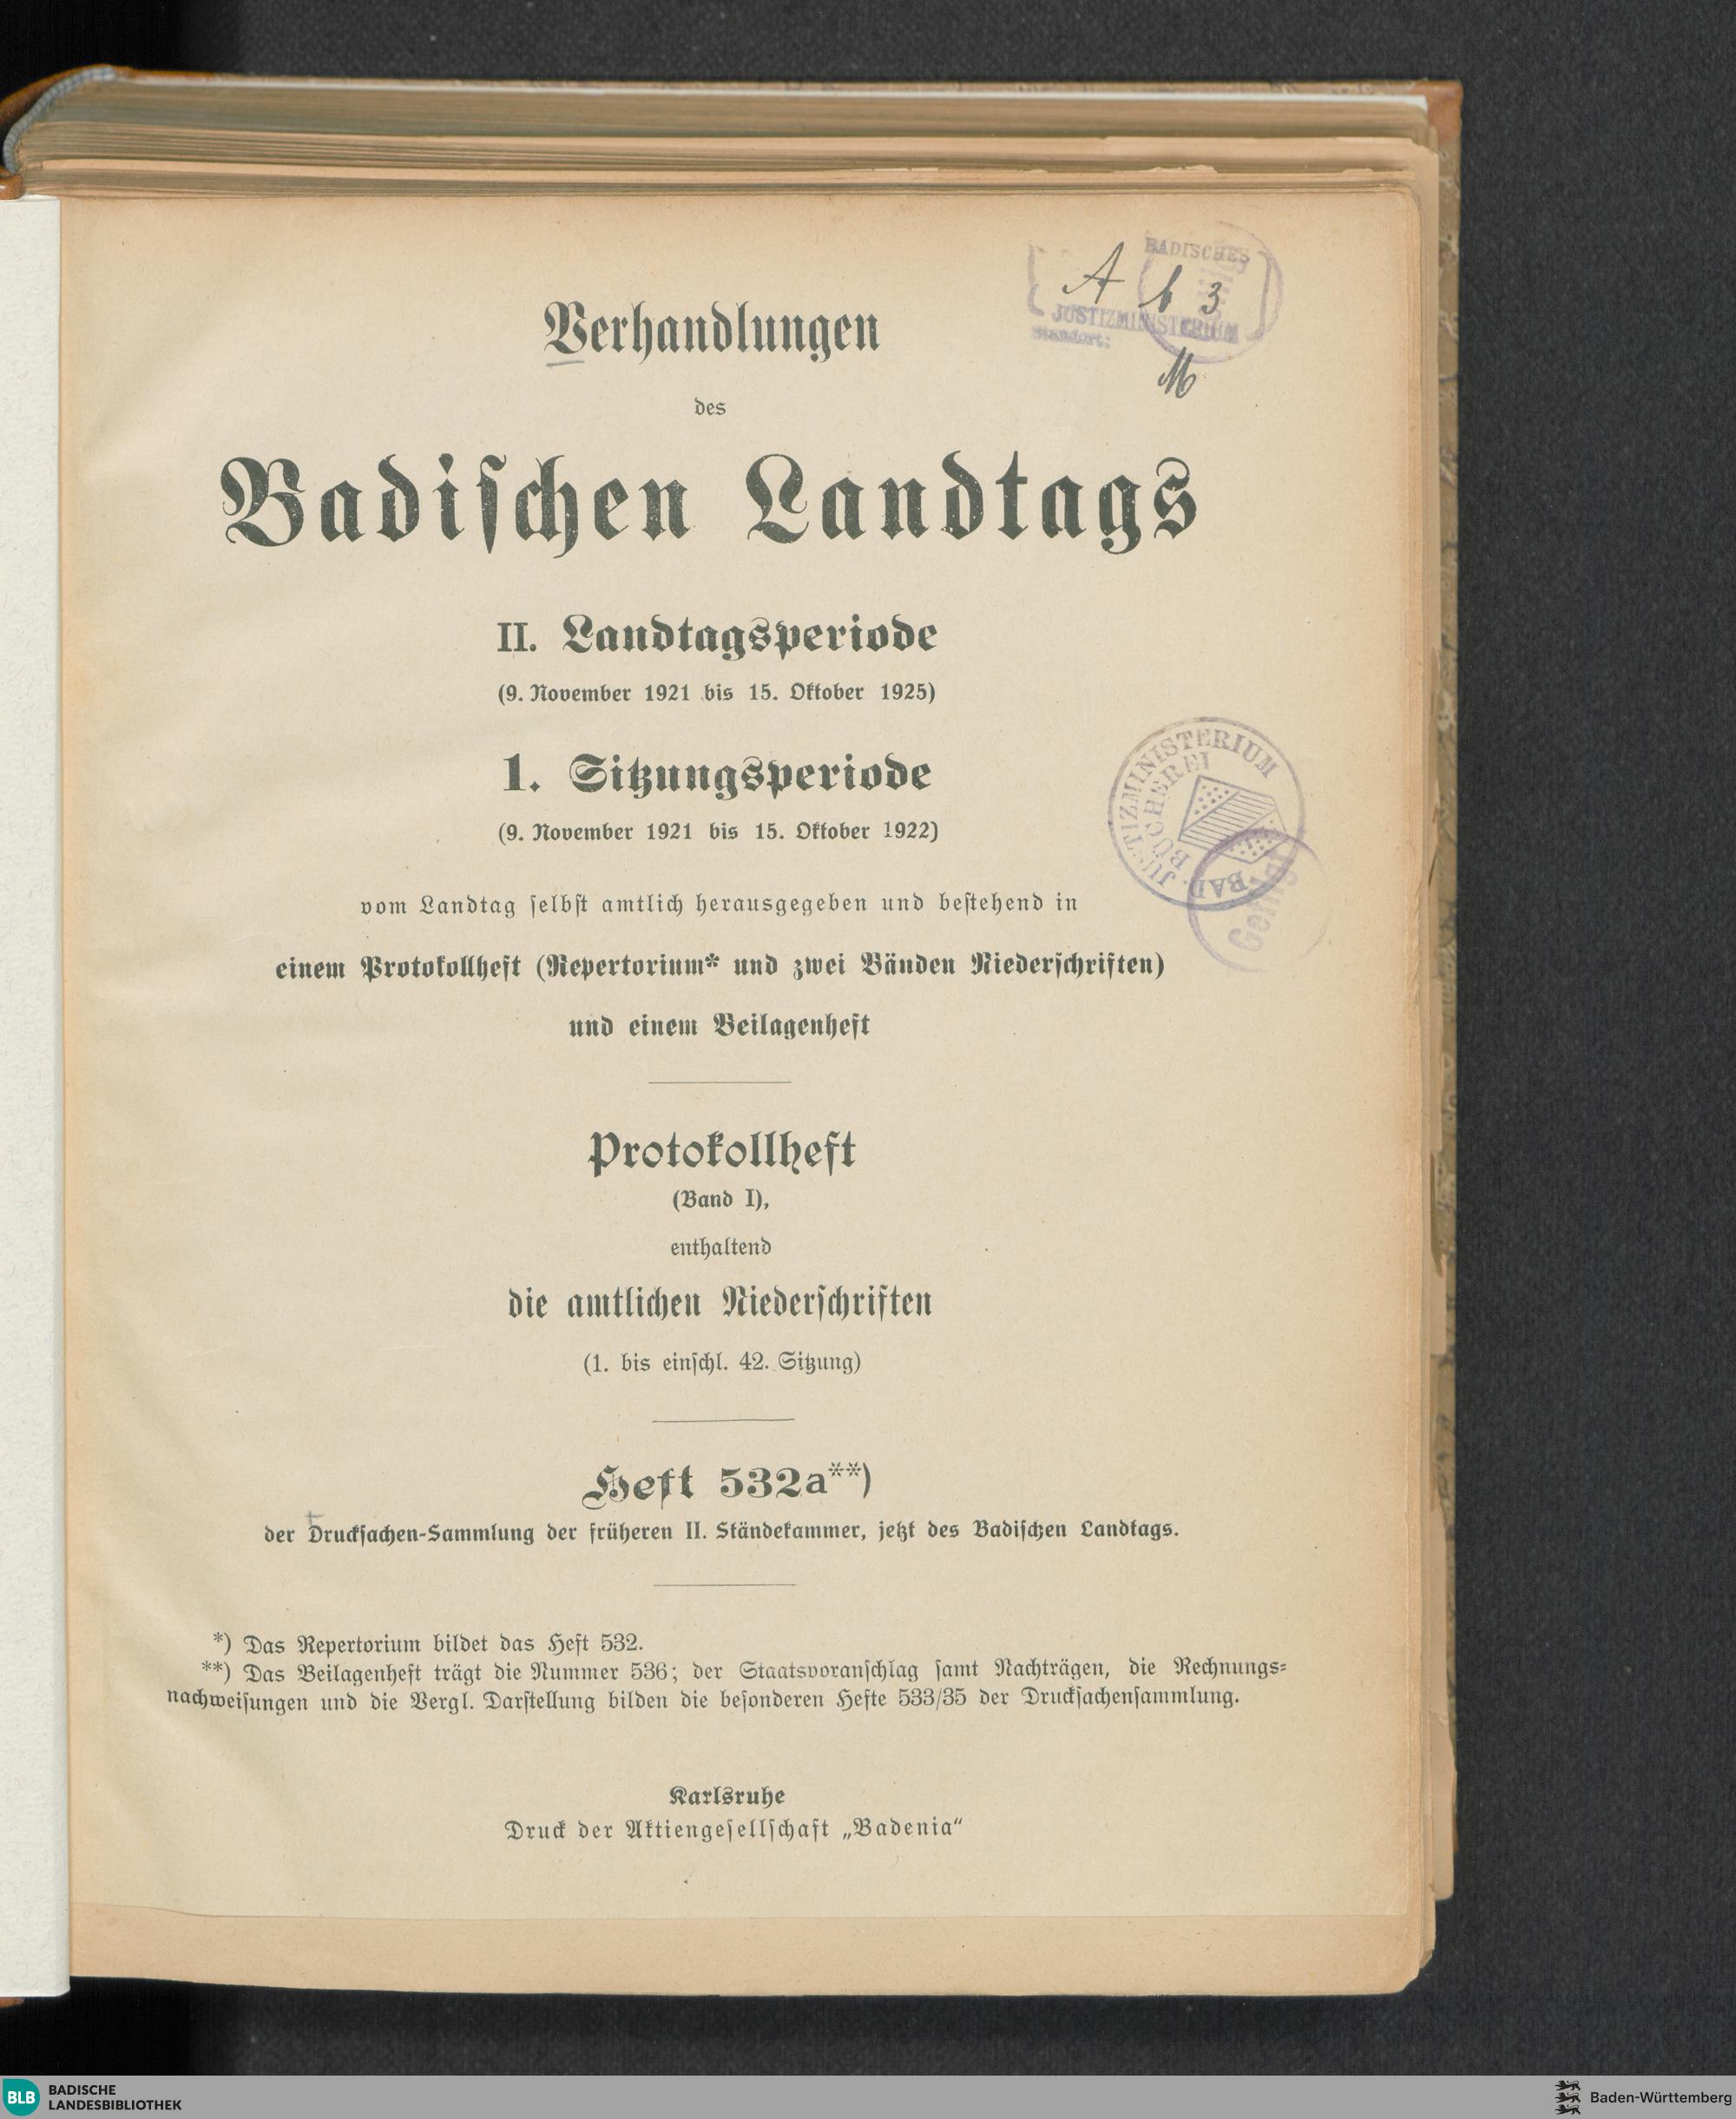 BADISCHES
A b 3
JUSTIZMINISTERIUM
Standort:
M
Verhandlungen
des
Badiſchen Landtags
II. Landtagsperiode
(9. November 1921 bis 15. Oktober 1925)
1. Sitzungsperiode
(9. November 1921 bis 15. Oktober 1922)
JUSTIZMINISTERIUM
BÜCHEREI
BAD.
vom Landtag ſelbſt amtlich herausgegeben und beſtehend in
einem Protokollheft (Repertorium* und zwei Bänden Niederſchriften)
und einem Beilagenheft
Protokollheft
(Band I),
enthaltend
die amtlichen Niederſchriften
(1. bis einſchl. 42. Sitzung)
Heft 532a**)
der Druckſachen-Sammlung der früheren II. Ständekammer, jetzt des Badiſchen Landtags.
*) Das Repertorium bildet das Heft 532.
**) Das Beilagenheft trägt die Nummer 536; der Staatsvoranſchlag ſamt Nachträgen, die Rechnungs-
nachweiſungen und die Vergl. Darſtellung bilden die beſonderen Hefte 533/35 der Druckſachenſammlung.
Karlsruhe
Druck der Aktiengeſellſchaft „Badenia“
BLB BADISCHE
LANDESBIBLIOTHEK
Baden-Württemberg